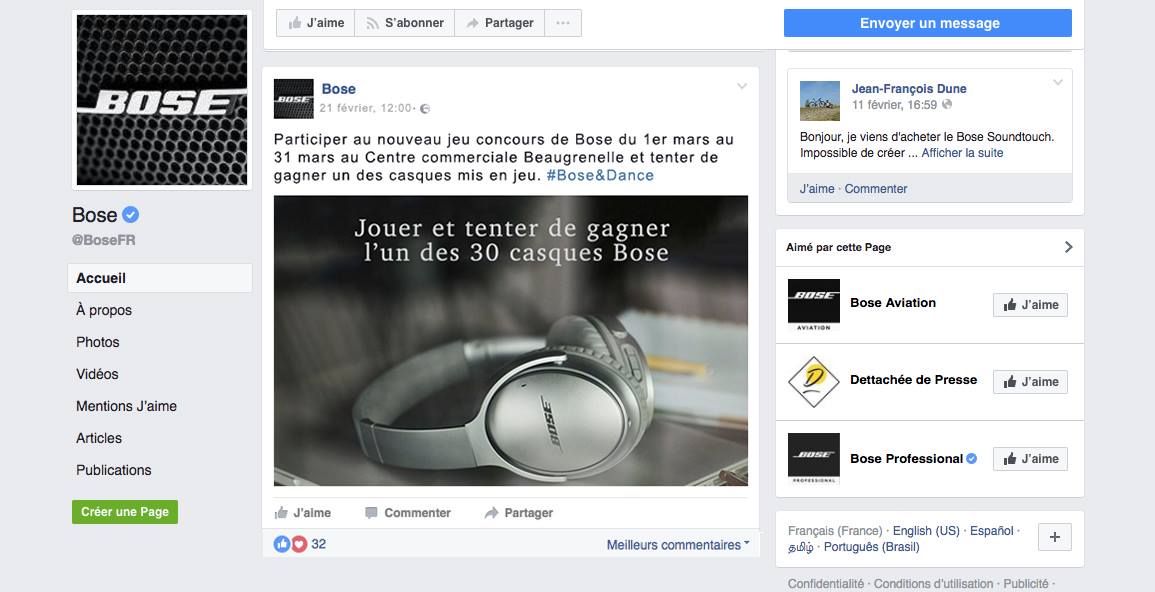 J'aime
S'abonner
Partager
...
Envoyer un message
BOSE
Bose
@BoseFR
Accueil
À propos
Photos
Vidéos
Mentions J'aime
Articles
Publications
Créer une Page
BOSE
Bose
21 février, 12:00·
Participer au nouveau jeu concours de Bose du 1er mars au
31 mars au Centre commerciale Beaugrenelle et tenter de
gagner un des casques mis en jeu. #Bose&Dance
Jouer et tenter de gagner
l'un des 30 casques Bose
BOSE
J'aime
Commenter
Partager
32
Meilleurs commentaires
Jean-François Dune
11 février, 16:59
Bonjour, je viens d'acheter le Bose Soundtouch.
Impossible de créer ... Afficher la suite
J'aime · Commenter
Aimé par cette Page
BOSE
AVIATION
Bose Aviation
J'aime
D
Dettachée de Presse
J'aime
BOSE
PROFESSIONAL
Bose Professional
J'aime
Français (France) · English (US) · Español ·
தமிழ் · Português (Brasil)
+
Confidentialité · Conditions d'utilisation · Publicité ·